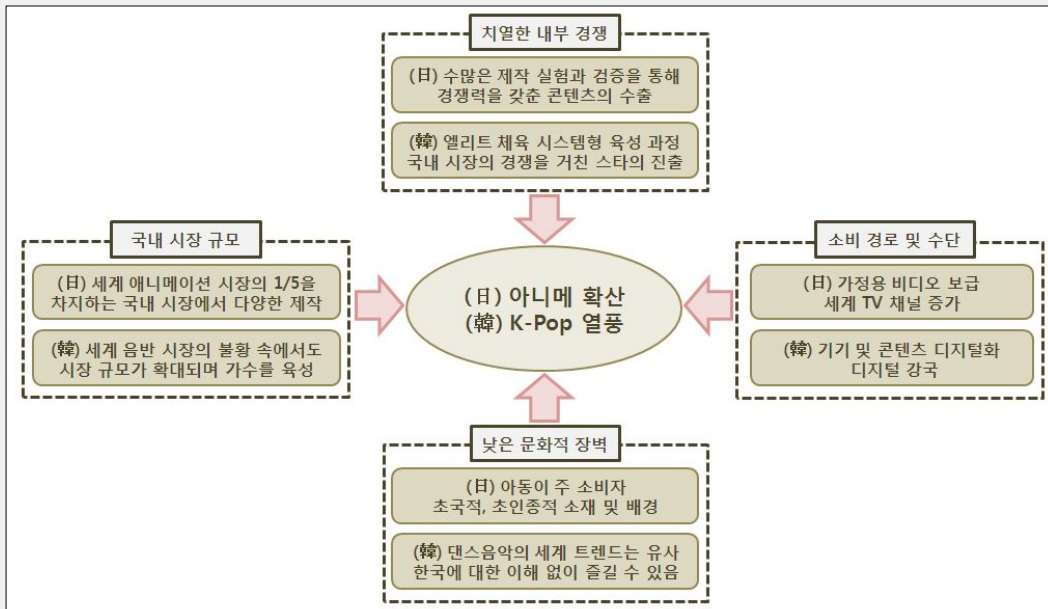 치열한 내부 경쟁
(日) 수많은 제작 실험과 검증을 통해
경쟁력을 갖춘 콘텐츠의 수출
(韓) 엘리트 체육 시스템형 육성 과정
국내 시장의 경쟁을 거친 스타의 진출
국내 시장 규모
(日) 세계 애니메이션 시장의 1/5을
차지하는 국내 시장에서 다양한 제작
(韓) 세계 음반 시장의 불황 속에서도
시장 규모가 확대되며 가수를 육성
(日) 아니메 확산
(韓) K-Pop 열풍
소비 경로 및 수단
(日) 가정용 비디오 보급
세계 TV 채널 증가
(韓) 기기 및 콘텐츠 디지털화
디지털 강국
낮은 문화적 장벽
(日) 아동이 주 소비자
초국적, 초인종적 소재 및 배경
(韓) 댄스음악의 세계 트렌드는 유사
한국에 대한 이해 없이 즐길 수 있음